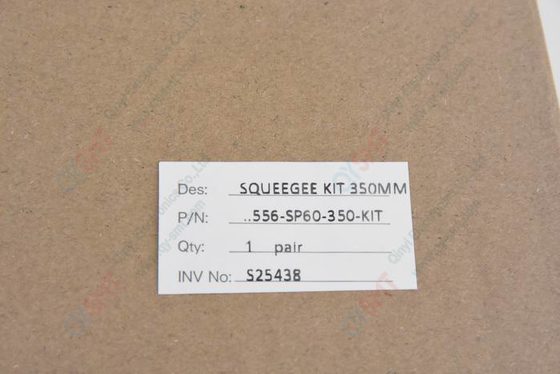 Des: SQUEEGEE KIT 350MM
P/N: ..556-SP60-350-KIT
Qty: 1 pair
INV No: S25438